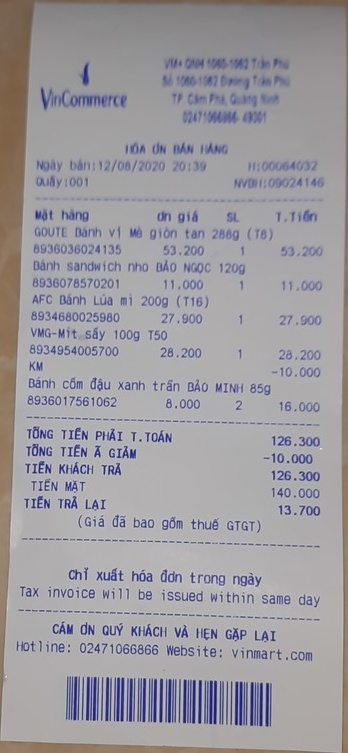 VinCommerce
VM+ QNH 1060-1062 Trần Phú
Số 1060-1062 Đường Trần Phú
TP. Cẩm Phả, Quảng Ninh
02471066866- 49001
HÓA ĐƠN BÁN HÀNG
Ngày bán:12/08/2020 20:39 H:00064032
Quầy:001 NVBH:09024146
Mặt hàng ơn giá SL T.Tiền
GOUTE Bánh vị Mè giòn tan 288g (T8)
8936036024135 53.200 1 53.200
Bánh sandwich nho BẢO NGỌC 120g
8936078570201 11.000 1 11.000
AFC Bánh Lúa mì 200g (T16)
8934680025980 27.900 1 27.900
VMG-Mít sấy 100g T50
8934954005700 28.200 1 28.200
KM -10.000
Bánh cốm đậu xanh trần BẢO MINH 85g
8936017561062 8.000 2 16.000
TỔNG TIỀN PHẢI T.TOÁN 126.300
TỔNG TIỀN Ã GIẢM -10.000
TIỀN KHÁCH TRẢ 126.300
TIỀN MẶT 140.000
TIỀN TRẢ LẠI 13.700
(Giá đã bao gồm thuế GTGT)
Chỉ xuất hóa đơn trong ngày
Tax invoice will be issued within same day
CẢM ƠN QUÝ KHÁCH VÀ HẸN GẶP LẠI
Hotline: 02471066866 Website: vinmart.com